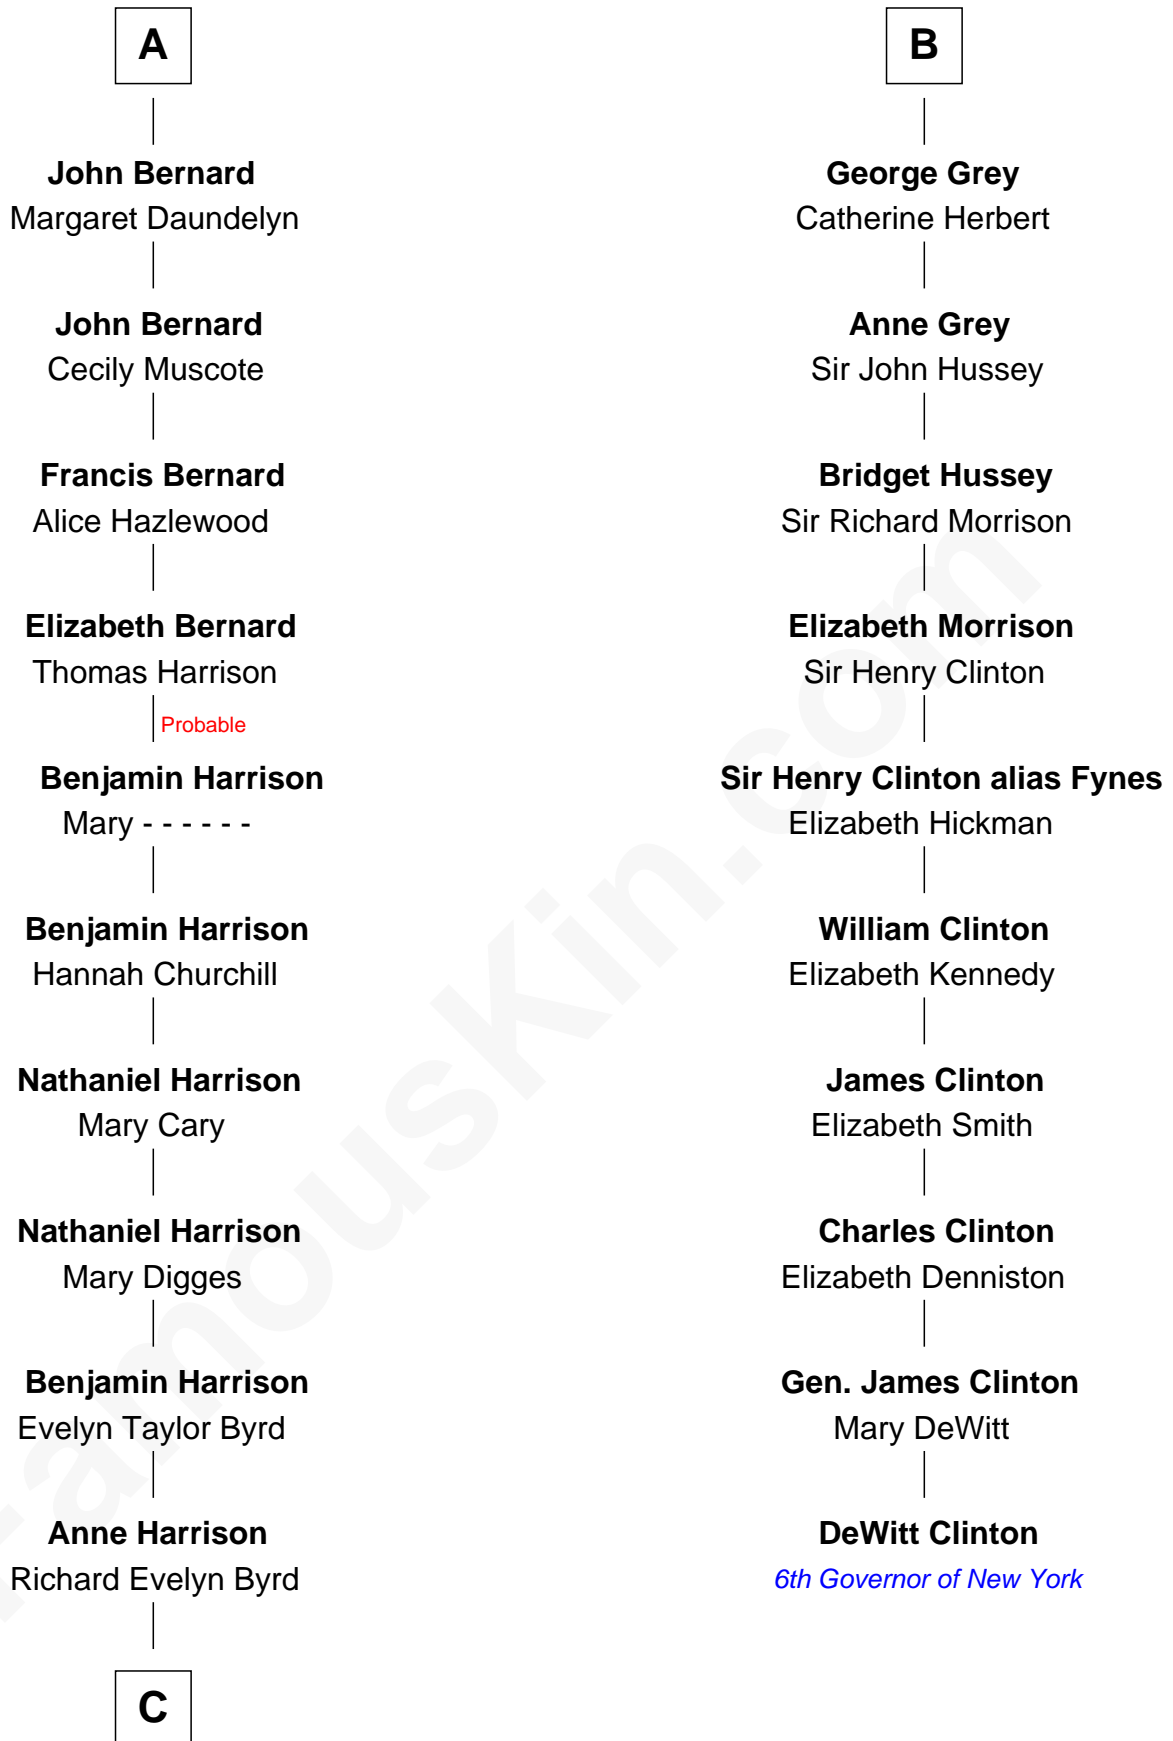 A
John Bernard
Margaret Daundelyn
John Bernard
Cecily Muscote
Francis Bernard
Alice Hazlewood
Elizabeth Bernard
Thomas Harrison
Probable
Benjamin Harrison
Mary - - - - - -
Benjamin Harrison
Hannah Churchill
Nathaniel Harrison
Mary Cary
Nathaniel Harrison
Mary Digges
Benjamin Harrison
Evelyn Taylor Byrd
Anne Harrison
Richard Evelyn Byrd
C
B
George Grey
Catherine Herbert
Anne Grey
Sir John Hussey
Bridget Hussey
Sir Richard Morrison
Elizabeth Morrison
Sir Henry Clinton
Sir Henry Clinton alias Fynes
Elizabeth Hickman
William Clinton
Elizabeth Kennedy
James Clinton
Elizabeth Smith
Charles Clinton
Elizabeth Denniston
Gen. James Clinton
Mary DeWitt
DeWitt Clinton
6th Governor of New York
FamousKin.com